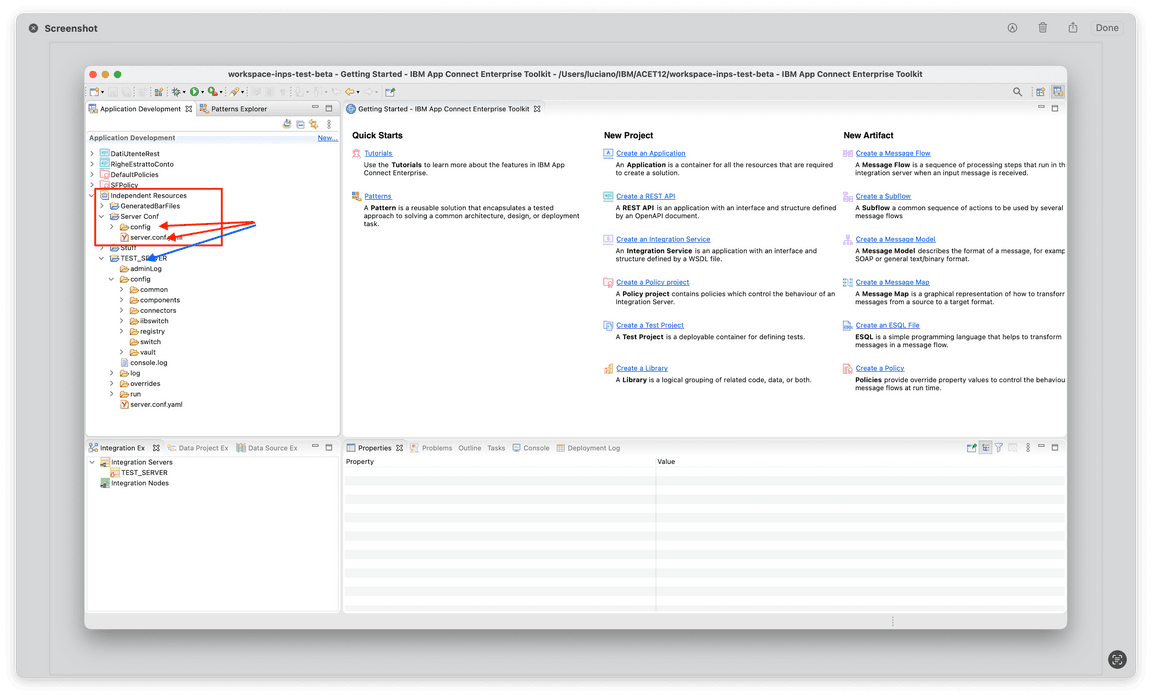 Screenshot
Done
workspace-inps-test-beta - Getting Started - IBM App Connect Enterprise Toolkit - /Users/luciano/IBM/ACET12/workspace-inps-test-beta - IBM App Connect Enterprise Toolkit
Application Development
Patterns Explorer
Application Development
New...
DatiUtenteRest
RigheEstrattoConto
DefaultPolicies
SFPolicy
Independent Resources
GeneratedBarFiles
Server Conf
config
server.conf
Stuff
TEST_SERVER
adminLog
config
common
components
connectors
iibswitch
registry
switch
vault
console.log
log
overrides
run
server.conf.yaml
Getting Started - IBM App Connect Enterprise Toolkit
Quick Starts
Tutorials
Use the Tutorials to learn more about the features in IBM App
Connect Enterprise.
Patterns
A Pattern is a reusable solution that encapsulates a tested
approach to solving a common architecture, design, or deployment
task.
New Project
Create an Application
An Application is a container for all the resources that are required
to create a solution.
Create a REST API
A REST API is an application with an interface and structure defined
by an OpenAPI document.
Create an Integration Service
An Integration Service is an application with an interface and
structure defined by a WSDL file.
Create a Policy project
A Policy project contains policies which control the behaviour of an
Integration Server.
Create a Test Project
A Test Project is a deployable container for defining tests.
Create a Library
A Library is a logical grouping of related code, data, or both.
New Artifact
Create a Message Flow
A Message Flow is a sequence of processing steps that run in th
integration server when an input message is received.
Create a Subflow
A Subflow a common sequence of actions to be used by several
message flows
Create a Message Model
A Message Model describes the format of a message, for examp
SOAP or general text/binary format.
Create a Message Map
A Message Map is a graphical representation of how to transforr
messages from a source to a target format.
Create an ESQL File
ESQL is a simple programming language that helps to transform
messages in a message flow.
Create a Policy
Policies provide override property values to control the behaviou
message flows at run time.
Integration Ex
Data Project Ex
Data Source Ex
Integration Servers
TEST_SERVER
Integration Nodes
Properties
Problems
Outline
Tasks
Console
Deployment Log
Property
Value